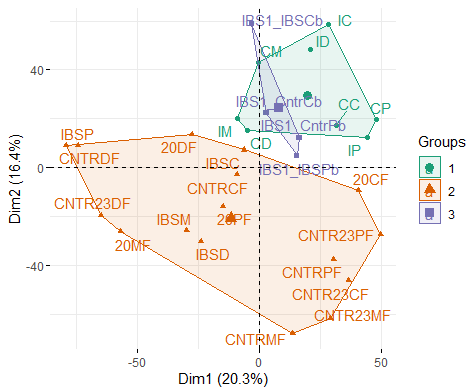 IBS1_IBSCb
IC
ID
CM
IBS1_CntrCb
CC
CP
IBS1_CntrPb
IM
CD
IP
IBS1_IBSPb
IBSP
CNTRDF
20DF
IBSC
20CF
CNTRCF
CNTR23DF
IBSM
20PF
20MF
IBSD
CNTR23PF
CNTRPF
CNTR23CF
CNTR23MF
CNTRMF
40
0
-40
-50
0
50
Dim1 (20.3%)
Dim2 (16.4%)
Groups
1
2
3